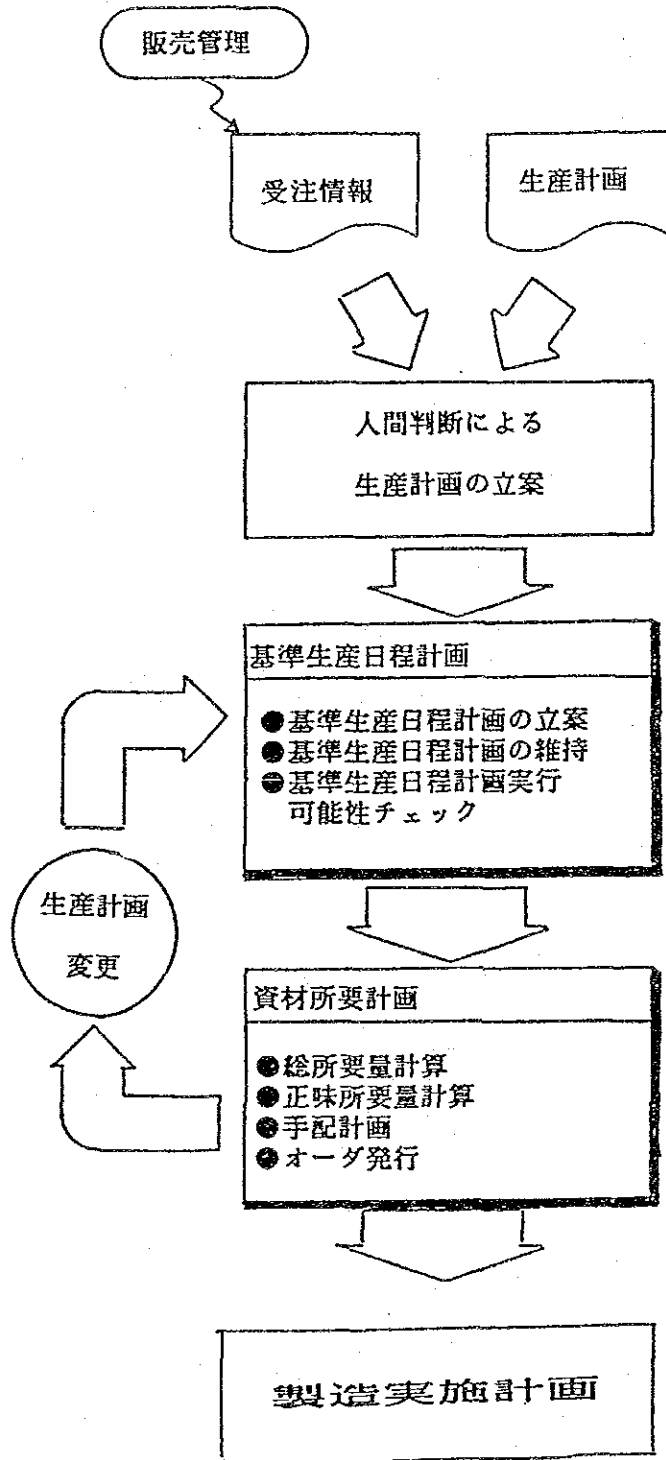 販売管理
受注情報
生産計画
人間判断による
生産計画の立案
基準生産日程計画
●基準生産日程計画の立案
●基準生産日程計画の維持
●基準生産日程計画実行
可能性チェック
生産計画
変更
資材所要計画
●総所要量計算
●正味所要量計算
●手配計画
●オーダ発行
製造実施計画